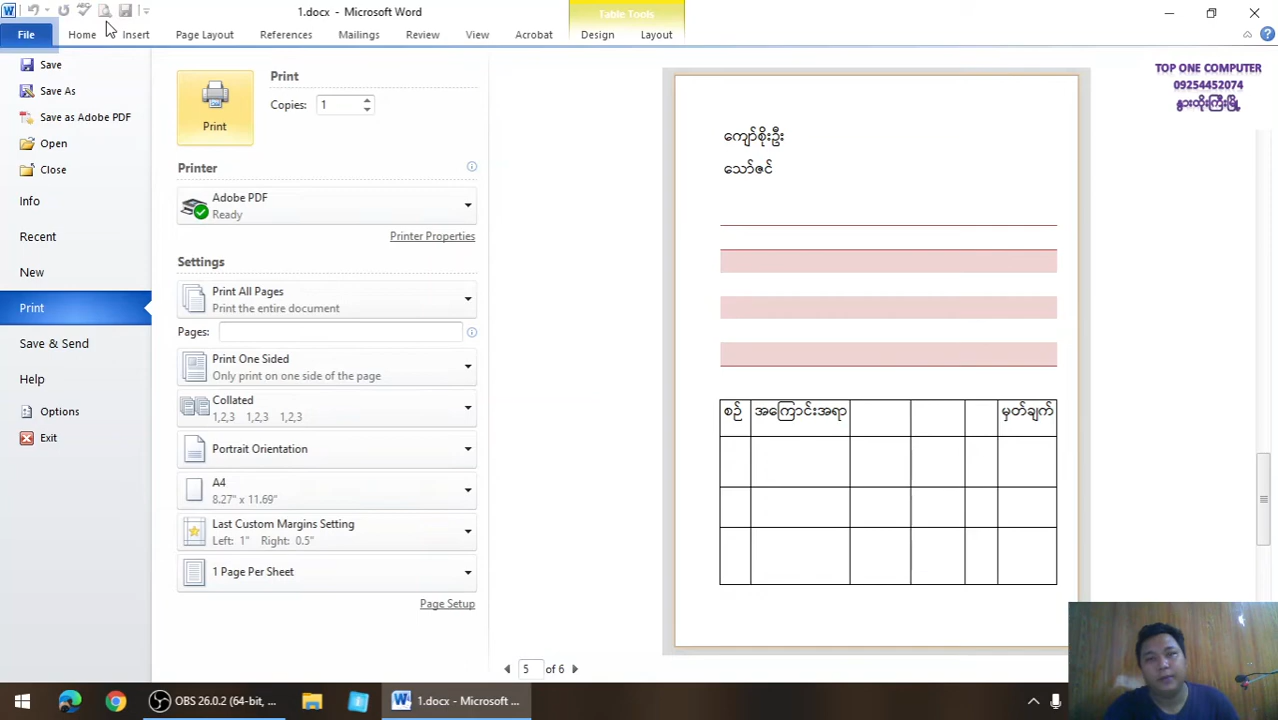 1.docx - Microsoft Word
Table Tools
File
Home
Insert
Page Layout
References
Mailings
Review
View
Acrobat
Design
Layout
Save
Save As
Save as Adobe PDF
Open
Close
Info
Recent
New
Print
Save & Send
Help
Options
Exit
Print
Print
Copies: 1
Printer
Adobe PDF
Ready
Printer Properties
Settings
Print All Pages
Print the entire document
Pages:
Print One Sided
Only print on one side of the page
Collated
1,2,3 1,2,3 1,2,3
Portrait Orientation
A4
8.27" x 11.69"
Last Custom Margins Setting
Left: 1" Right: 0.5"
1 Page Per Sheet
Page Setup
ကျော်စိုးဦး
သော်ဇင်
စဉ် အကြောင်းအရာ မှတ်ချက်
5 of 6
TOP ONE COMPUTER
09254452074
နွားထိုးကြီးမြို့
OBS 26.0.2 (64-bit, ...
1.docx - Microsoft ...